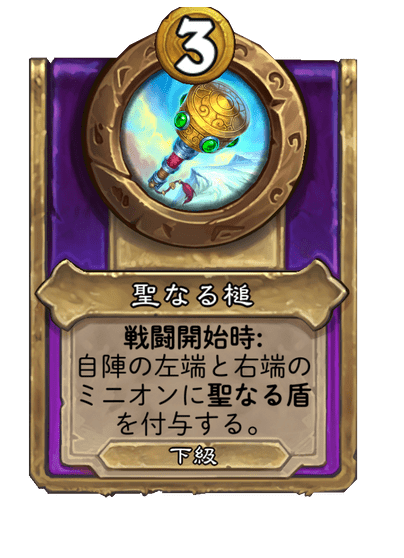 3
聖なる槌
戦闘開始時:
自陣の左端と右端の
ミニオンに聖なる盾
を付与する。
下級